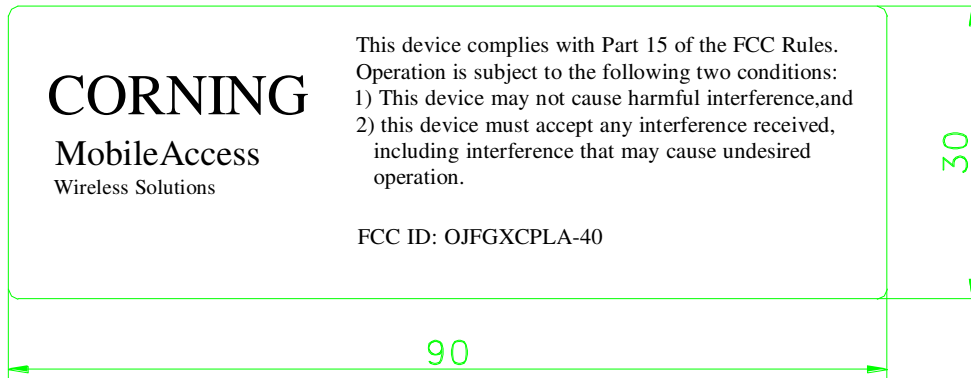 CORNING
MobileAccess
Wireless Solutions
This device complies with Part 15 of the FCC Rules.
Operation is subject to the following two conditions:
1) This device may not cause harmful interference,and
2) this device must accept any interference received,
including interference that may cause undesired
operation.
FCC ID: OJFGXCPLA-40
30
90